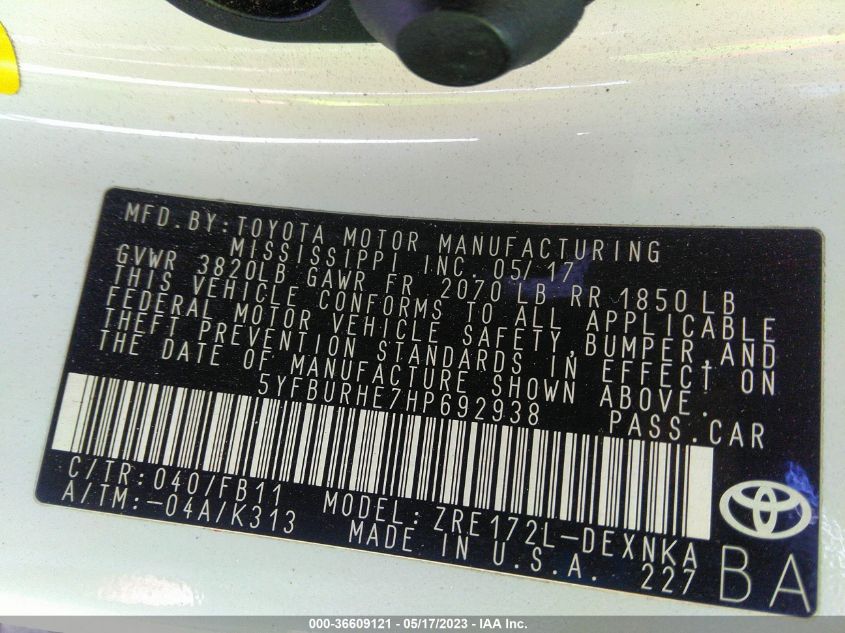 MFD. BY: TOYOTA MOTOR MANUFACTURING
MISSISSIPPI INC. 05/17
GVWR 3820LB GAWR FR 2070 LB RR 1850 LB
THIS VEHICLE CONFORMS TO ALL APPLICABLE
FEDERAL MOTOR VEHICLE SAFETY, BUMPER, AND
THEFT PREVENTION STANDARDS IN EFFECT ON
THE DATE OF MANUFACTURE SHOWN ABOVE.
5YFBURHE7HP692938 PASS. CAR
C/TR: 040/FB11 MODEL: ZRE172L-DEXNKA
A/TM: -04A/K313 MADE IN U.S.A. 227
BA
000-36609121 - 05/17/2023 - IAA Inc.